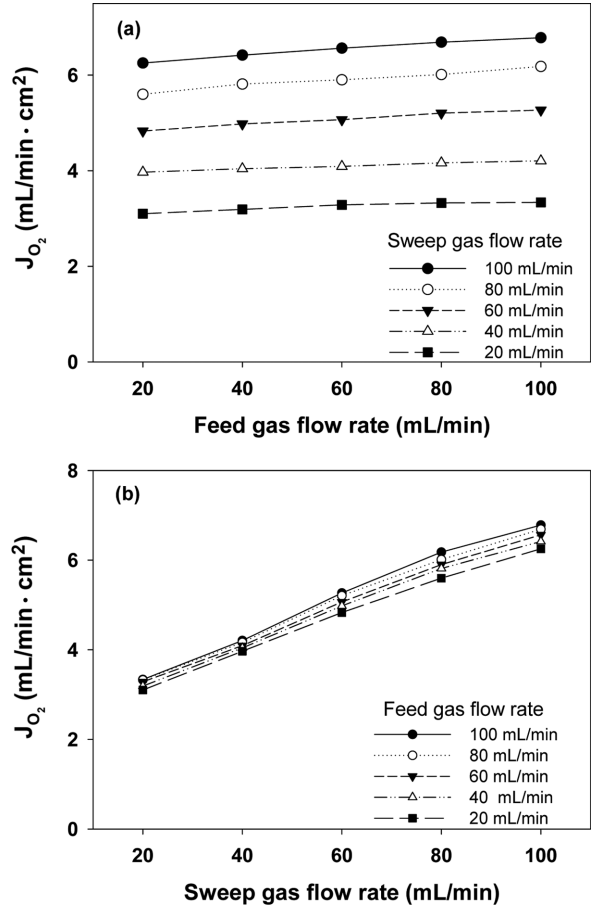 (a)
6
4
2
0
J_O2 (mL/min · cm²)
Sweep gas flow rate
100 mL/min
80 mL/min
60 mL/min
40 mL/min
20 mL/min
20 40 60 80 100
Feed gas flow rate (mL/min)
(b)
8
6
4
2
0
J_O2 (mL/min · cm²)
Feed gas flow rate
100 mL/min
80 mL/min
60 mL/min
40 mL/min
20 mL/min
20 40 60 80 100
Sweep gas flow rate (mL/min)